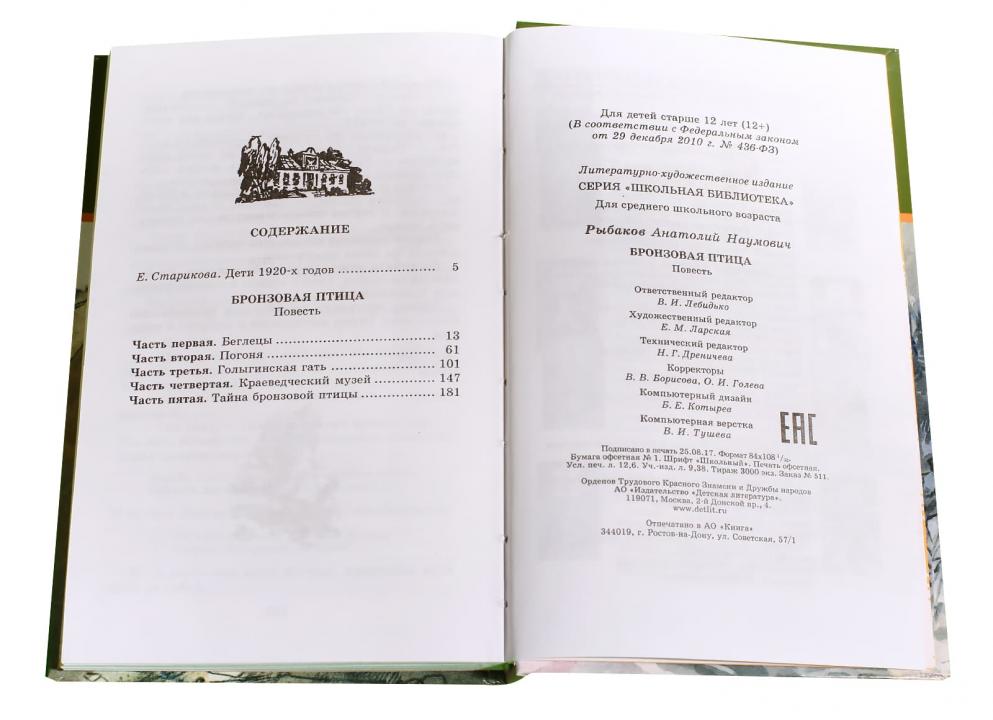 СОДЕРЖАНИЕ
Е. Старикова. Дети 1920-х годов ........................ 5
БРОНЗОВАЯ ПТИЦА
Повесть
Часть первая. Беглецы ........................ 13
Часть вторая. Погоня ........................ 61
Часть третья. Голыгинская гать ........................ 101
Часть четвертая. Краеведческий музей ........................ 147
Часть пятая. Тайна бронзовой птицы ........................ 181
Для детей старше 12 лет (12+)
(В соответствии с Федеральным законом
от 29 декабря 2010 г. № 436-ФЗ)
Литературно-художественное издание
СЕРИЯ «ШКОЛЬНАЯ БИБЛИОТЕКА»
Для среднего школьного возраста
Рыбаков Анатолий Наумович
БРОНЗОВАЯ ПТИЦА
Повесть
Ответственный редактор
В. И. Лебидько
Художественный редактор
Е. М. Ларская
Технический редактор
Н. Г. Дреничева
Корректоры
В. В. Борисова, О. И. Голева
Компьютерный дизайн
Б. Е. Котырев
Компьютерная верстка
В. И. Тушева
EAC
Подписано в печать 25.08.17. Формат 84х108
Бумага офсетная № 1. Шрифт «Школьный». Печать офсетная.
Усл. печ. л. 12,6. Уч.-изд. л. 9,38. Тираж 3000 экз. Заказ № 511.
Орденов Трудового Красного Знамени и Дружбы народов
АО «Издательство «Детская литература».
119071, Москва, 2-й Донской пр., 4.
www.detlit.ru
Отпечатано в АО «Книга»
344019, г. Ростов-на-Дону, ул. Советская, 57/1